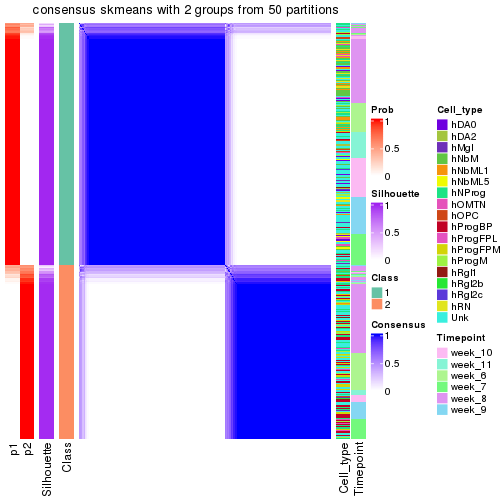 consensus skmeans with 2 groups from 50 partitions
Prob
1
0.5
0
Silhouette
1
0.5
0
Class
1
2
Consensus
1
0.5
0
Cell_type
hDA0
hDA2
hMgl
hNbM
hNbML1
hNbML5
hNProg
hOMTN
hOPC
hProgBP
hProgFPL
hProgFPM
hProgM
hRgl1
hRgl2b
hRgl2c
hRN
Unk
Timepoint
week_10
week_11
week_6
week_7
week_8
week_9
p1
p2
Silhouette
Class
Cell_type
Timepoint